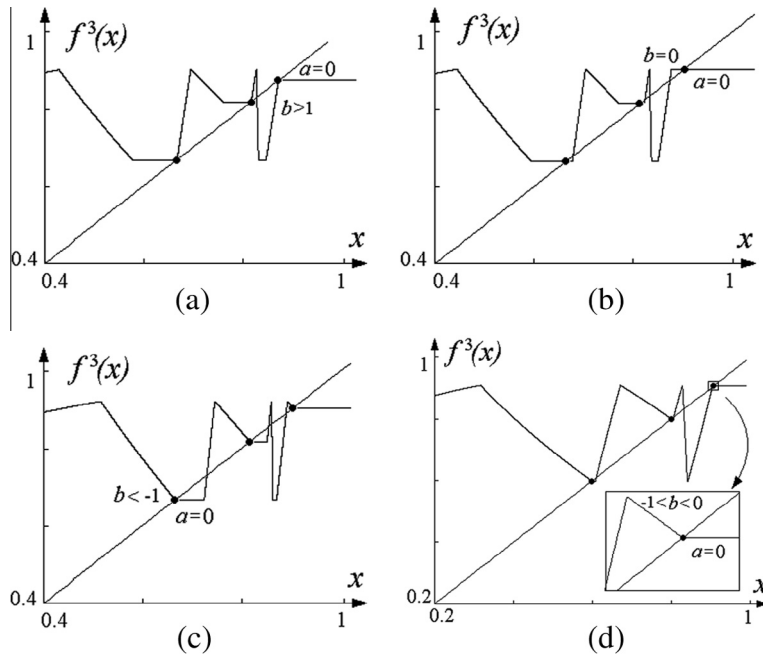 1 f³(x)
a=0
b>1
x
0.4
0.4 1
(a)
1 f³(x)
b=0
a=0
x
0.4
0.4 1
(b)
1 f³(x)
b< -1
a=0
x
0.4
0.4 1
(c)
1 f³(x)
-1<b<0
a=0
x
0.2
0.2 1
(d)